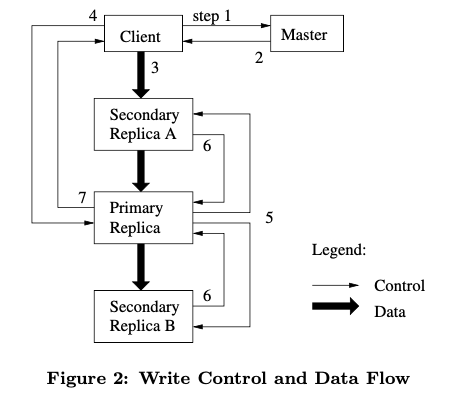 4
step 1
Client
Master
2
3
Secondary
Replica A
6
7
Primary
Replica
5
Legend:
Control
6
Secondary
Replica B
Data
Figure 2: Write Control and Data Flow